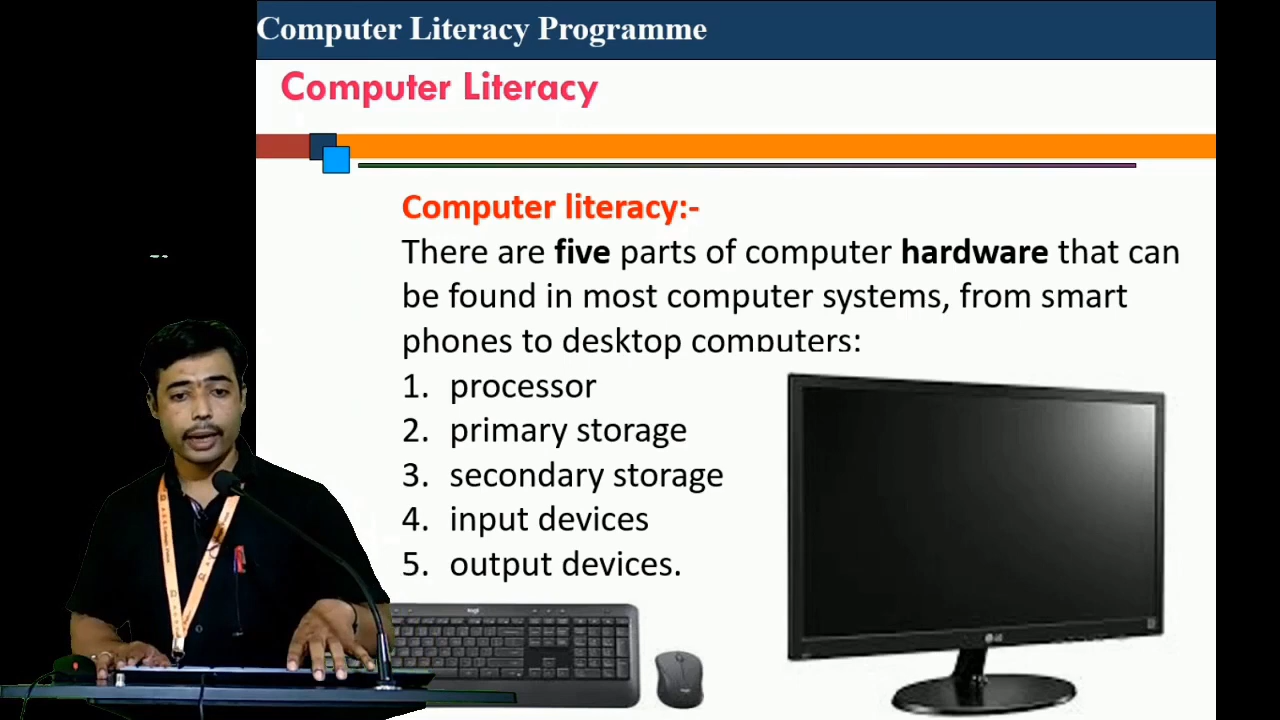 Computer Literacy Programme
Computer Literacy
Computer literacy:-
There are five parts of computer hardware that can
be found in most computer systems, from smart
phones to desktop computers:
1. processor
2. primary storage
3. secondary storage
4. input devices
5. output devices.
logi
LG